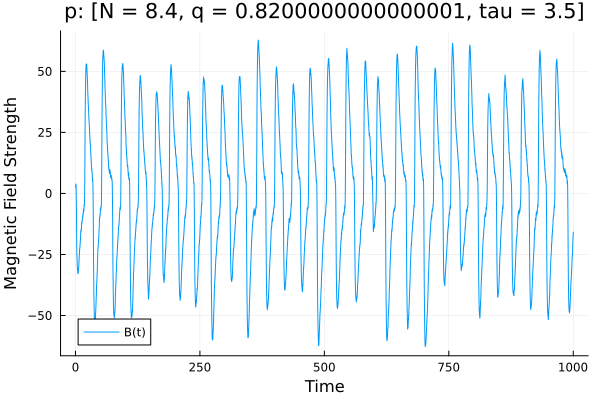 p: [N = 8.4, q = 0.8200000000000001, tau = 3.5]
Magnetic Field Strength
50
25
0
−25
−50
B(t)
0
250
500
750
1000
Time